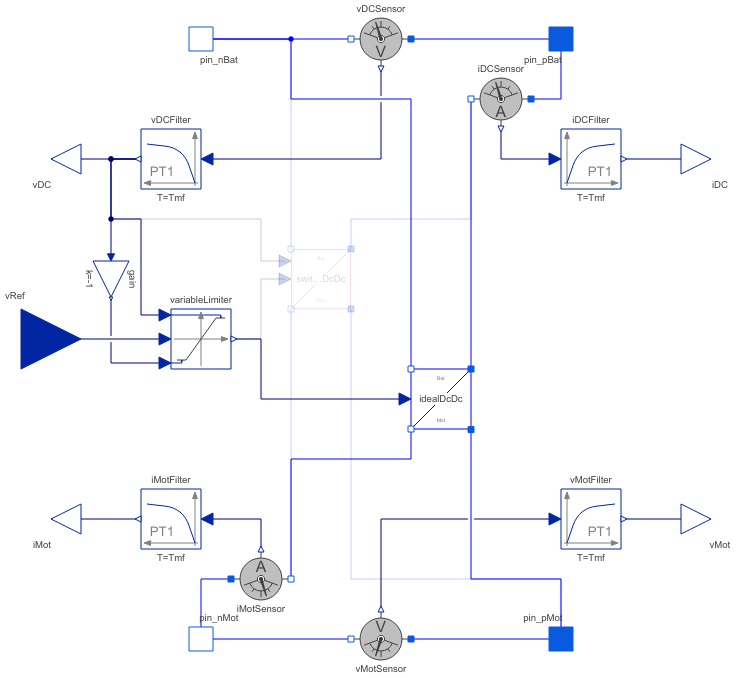 vDCSensor
V
pin_nBat
pin_pBat
iDCSensor
A
vDCFilter
PT1
T=Tmf
iDCFilter
PT1
T=Tmf
vDC
iDC
k=-1
gain
swit...DcDc
vRef
variableLimiter
Bat
idealDcDc
Mot
iMotFilter
PT1
T=Tmf
vMotFilter
PT1
T=Tmf
iMot
vMot
A
iMotSensor
pin_nMot
pin_pMot
V
vMotSensor